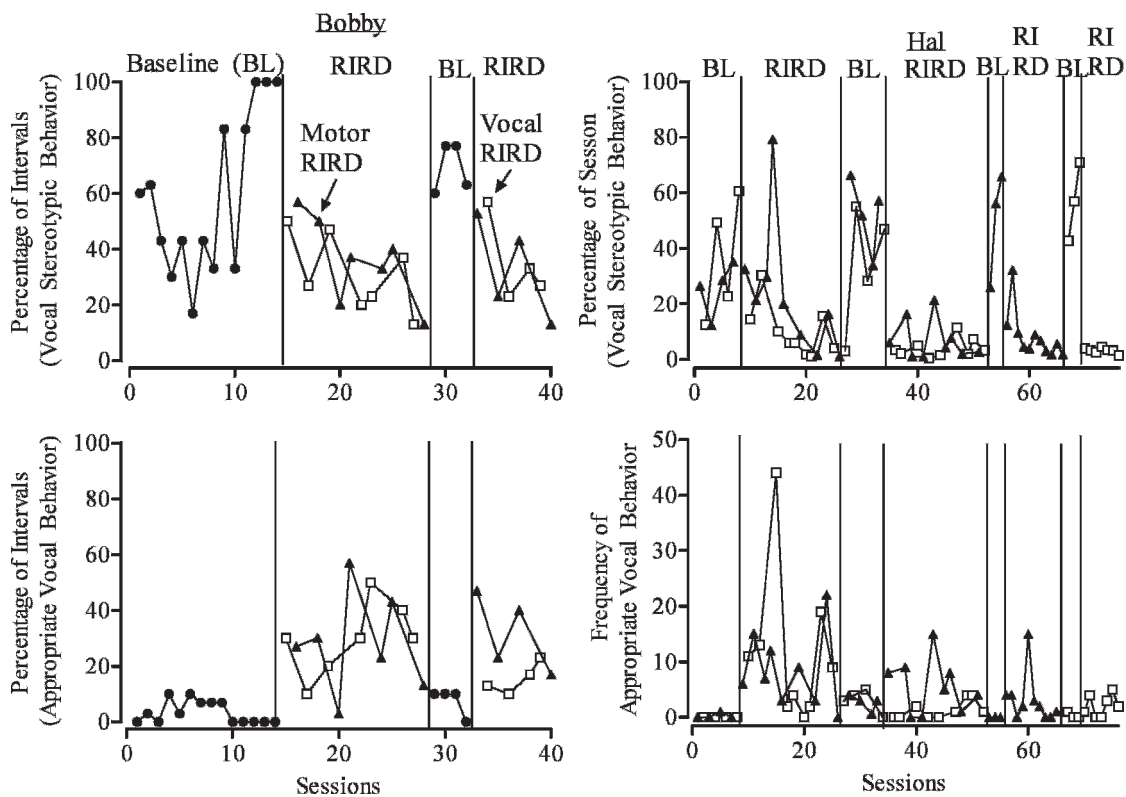 Bobby
Baseline (BL) RIRD BL RIRD
Percentage of Intervals
(Vocal Stereotypic Behavior)
100
80
60
40
20
0
Motor
RIRD
Vocal
RIRD
0 10 20 30 40
Hal
BL RIRD BL RIRD BL RI
RD BL RI
RD
Percentage of Sesson
(Vocal Stereotypic Behavior)
100
80
60
40
20
0
0 20 40 60
Percentage of Intervals
(Appropriate Vocal Behavior)
100
80
60
40
20
0
0 10 20 30 40
Sessions
Frequency of
Appropriate Vocal Behavior
50
40
30
20
10
0
0 20 40 60
Sessions